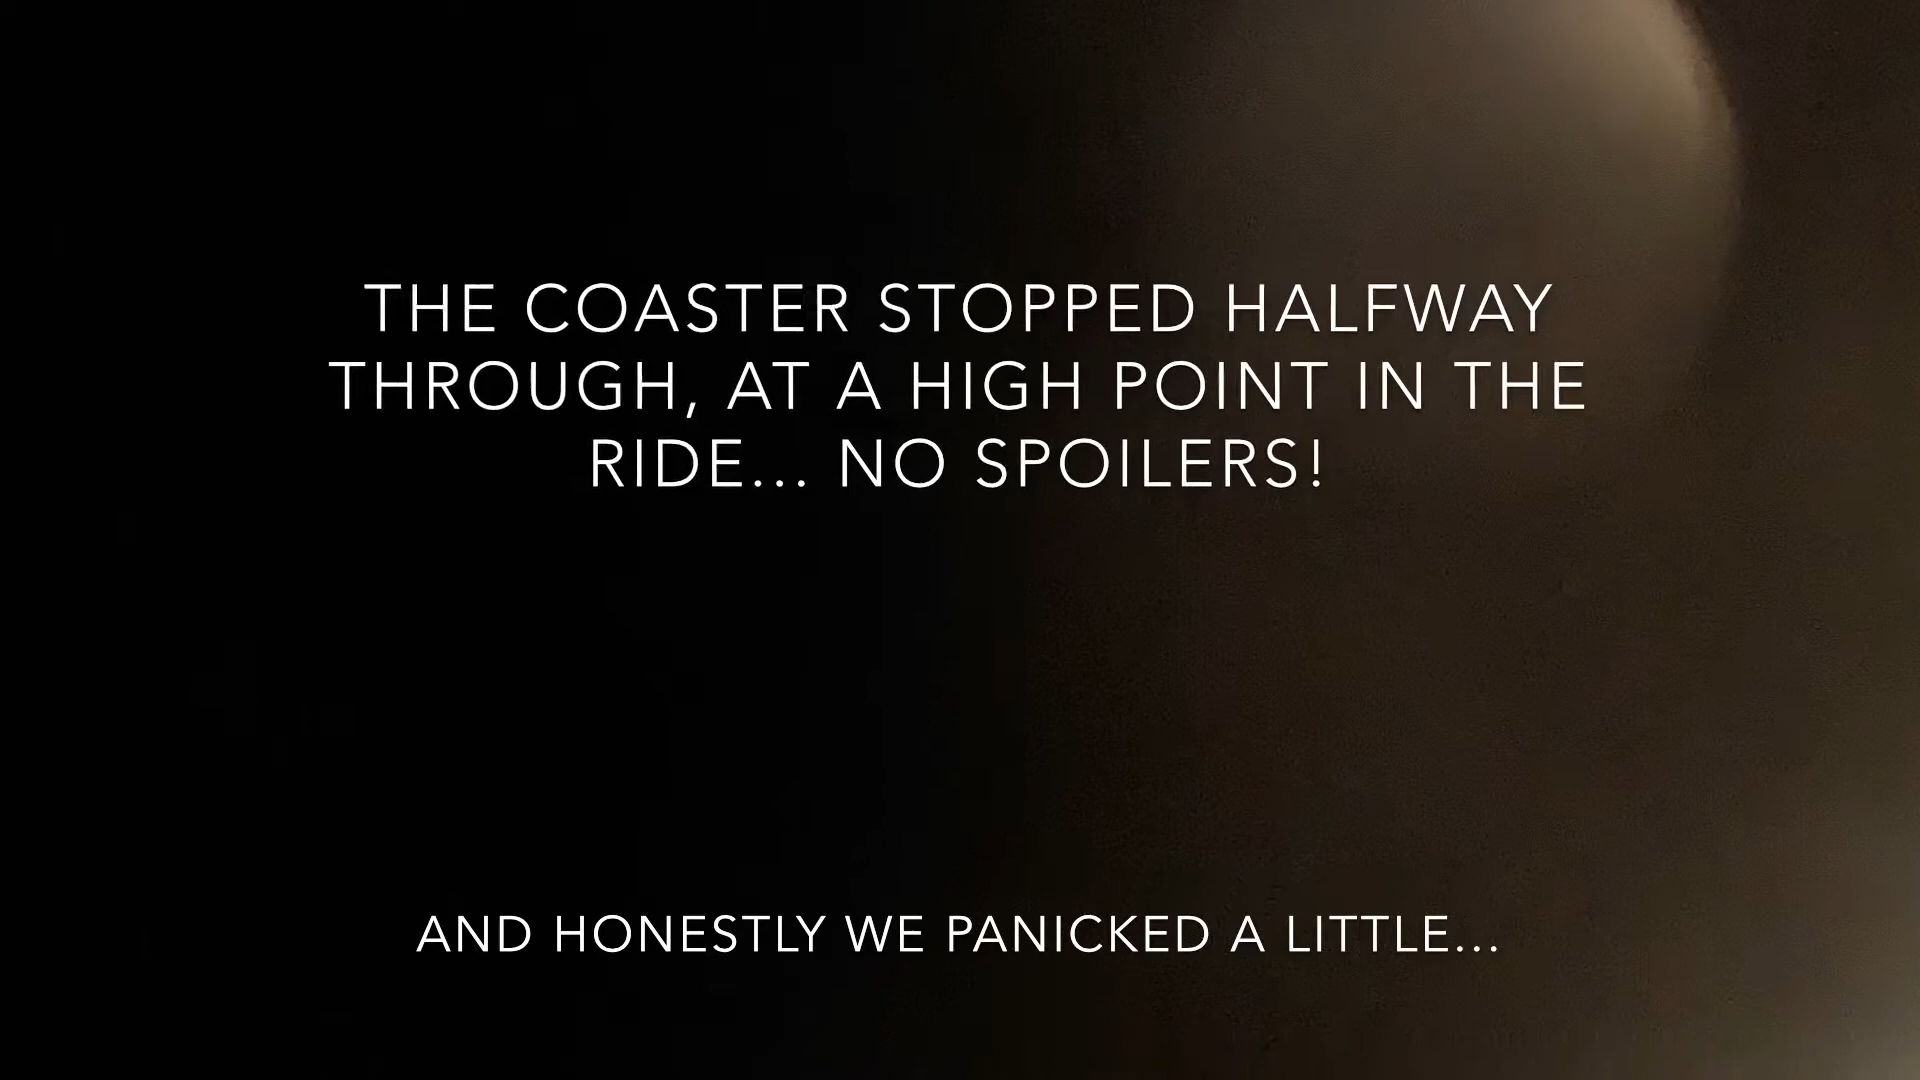 THE COASTER STOPPED HALFWAY
THROUGH, AT A HIGH POINT IN THE
RIDE... NO SPOILERS!
AND HONESTLY WE PANICKED A LITTLE...